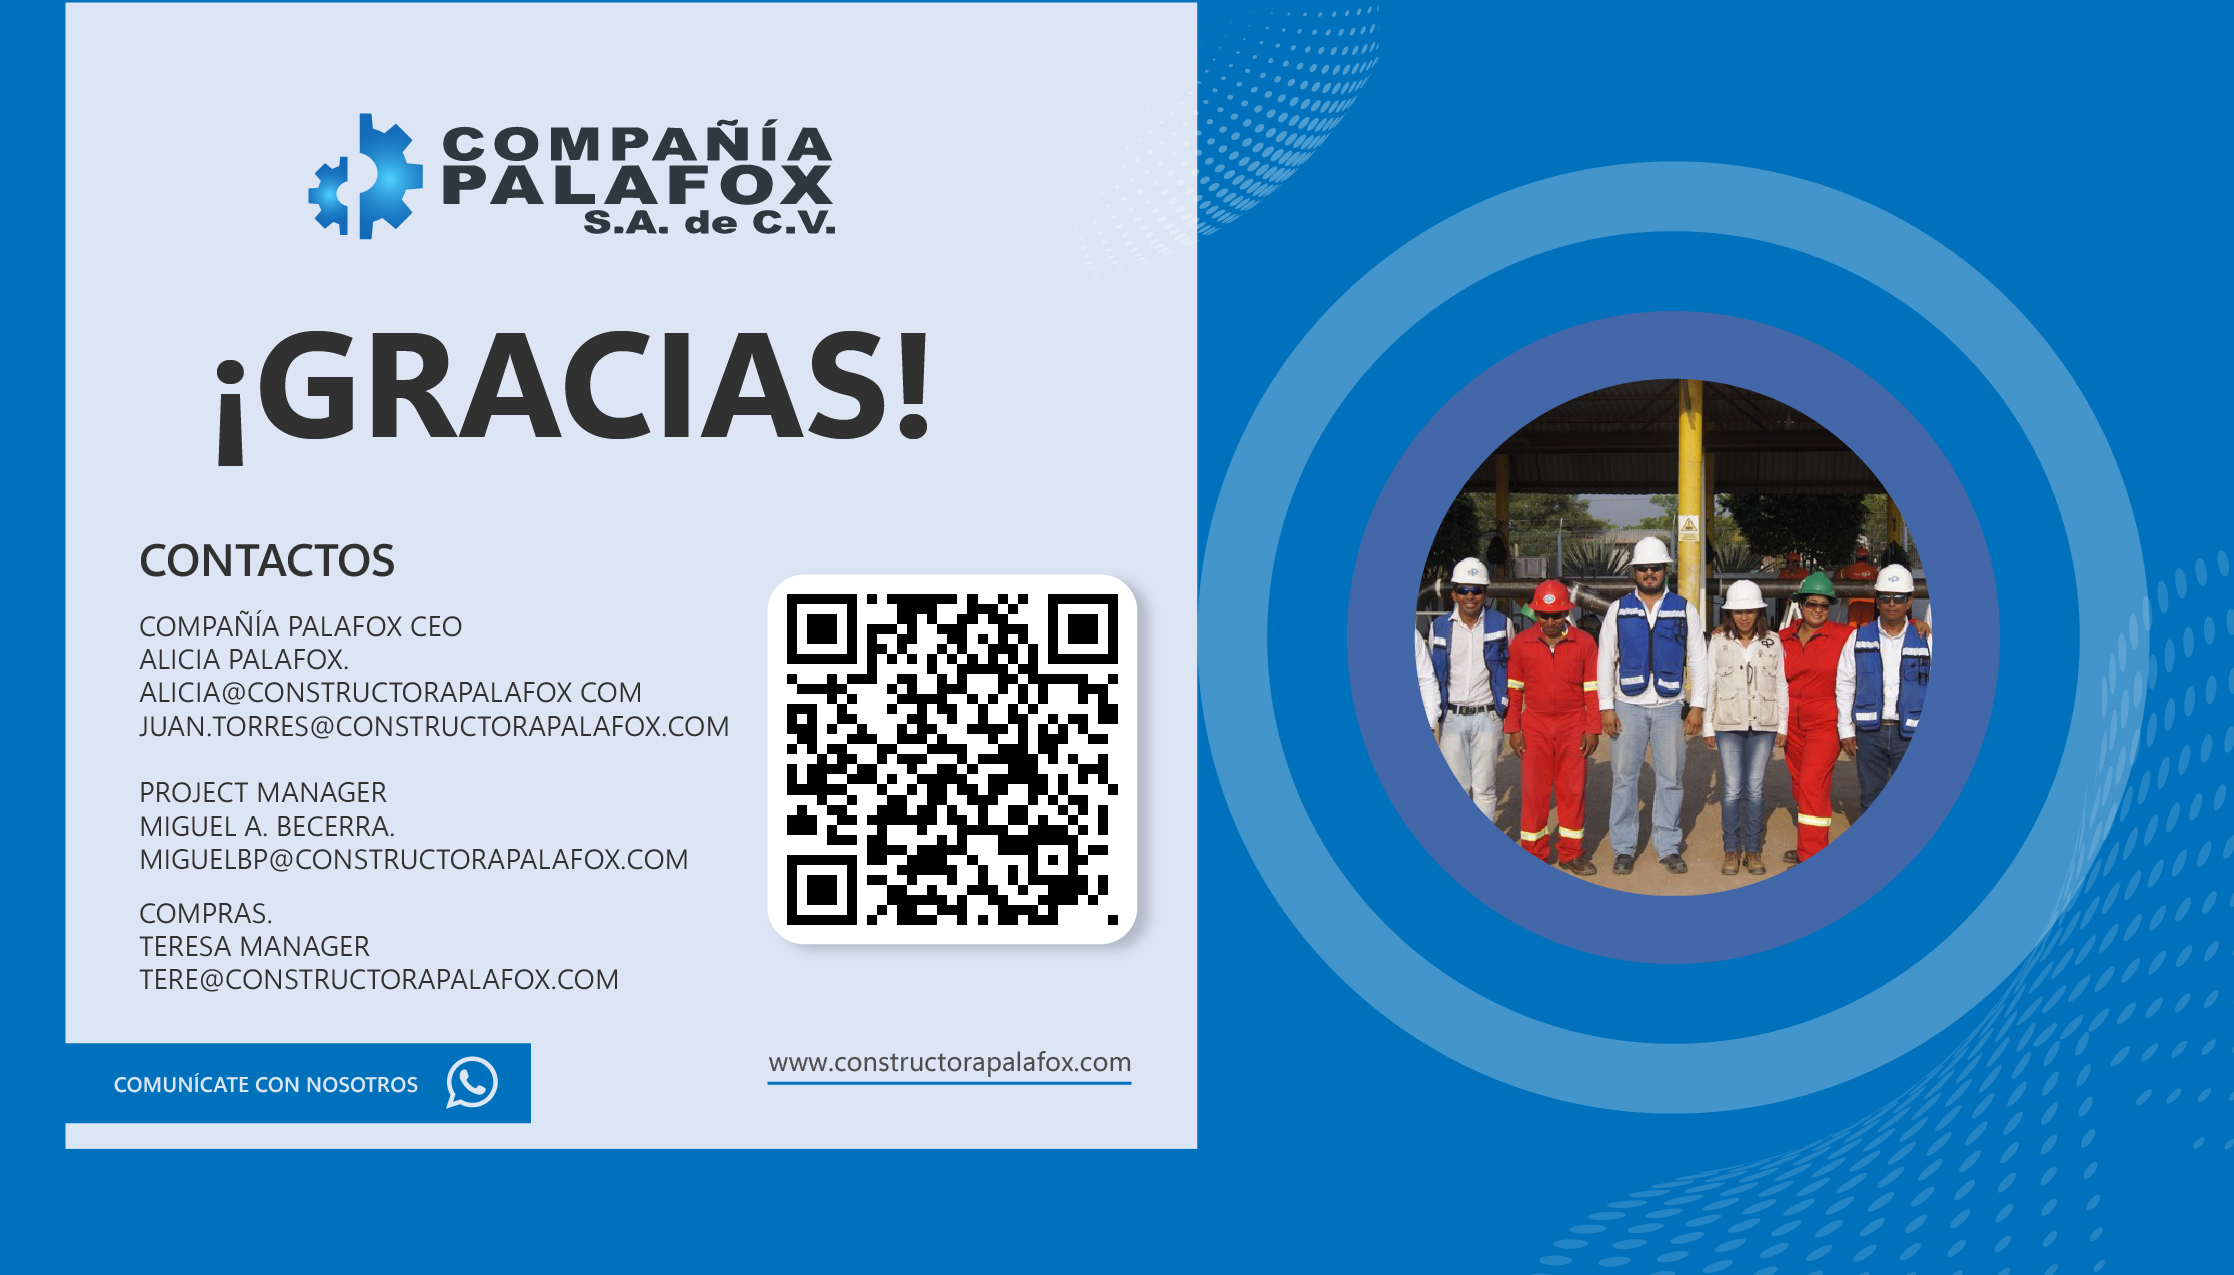 COMPAÑÍA
PALAFOX
S.A. de C.V.
¡GRACIAS!
CONTACTOS
COMPAÑÍA PALAFOX CEO
ALICIA PALAFOX.
ALICIA@CONSTRUCTORAPALAFOX COM
JUAN.TORRES@CONSTRUCTORAPALAFOX.COM
PROJECT MANAGER
MIGUEL A. BECERRA.
MIGUELBP@CONSTRUCTORAPALAFOX.COM
COMPRAS.
TERESA MANAGER
TERE@CONSTRUCTORAPALAFOX.COM
COMUNÍCATE CON NOSOTROS
www.constructorapalafox.com